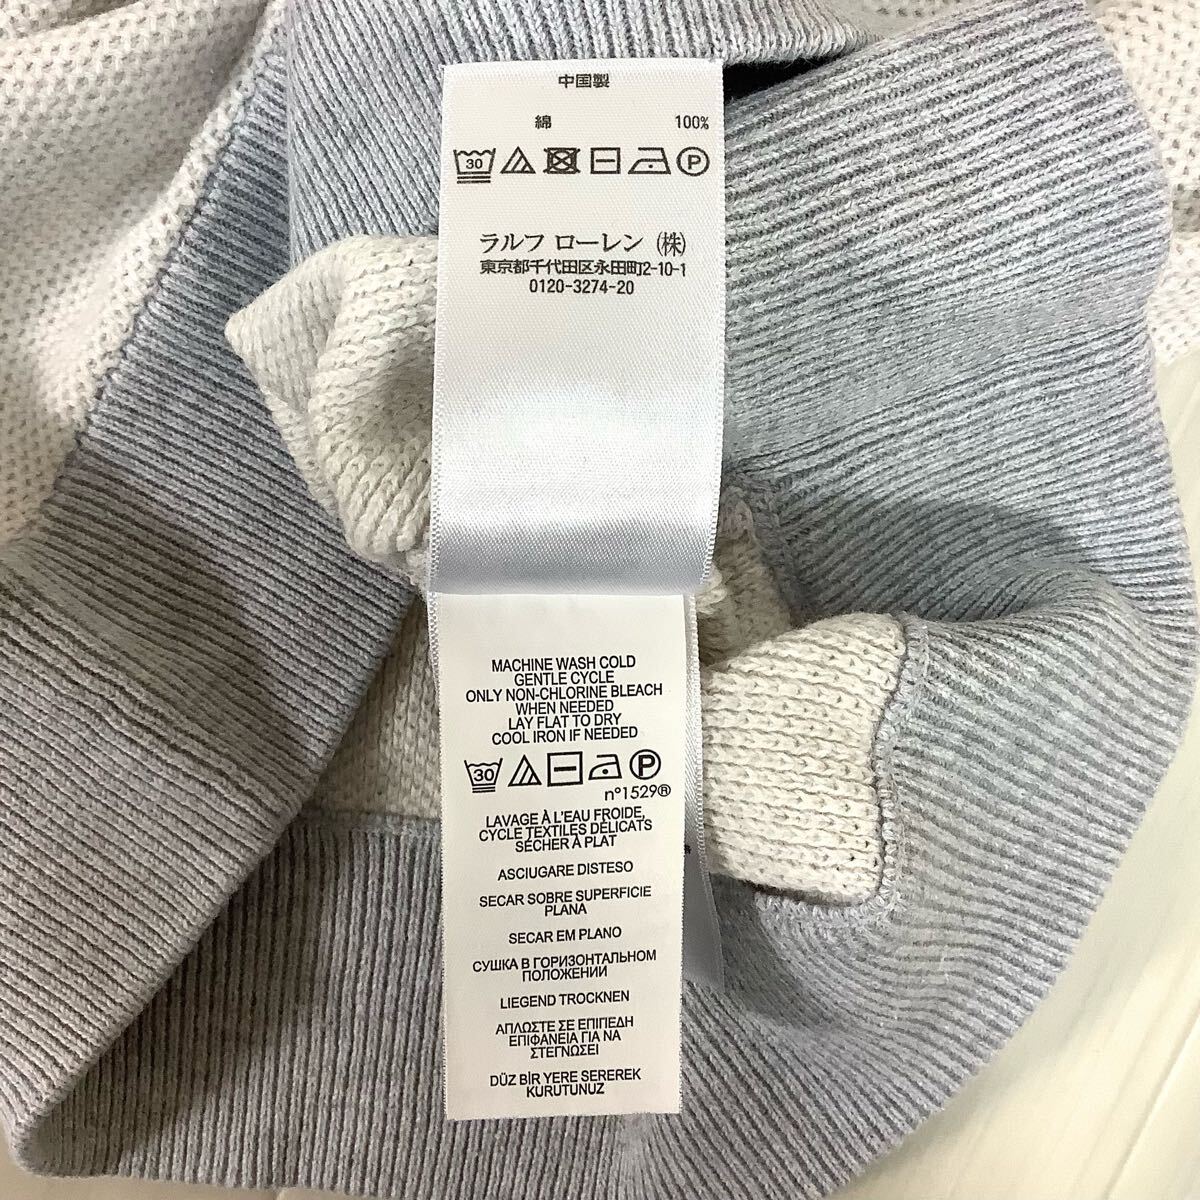 中国製
綿 100%
30 P
ラルフ ローレン (株)
東京都千代田区永田町2-10-1
0120-3274-20
MACHINE WASH COLD
GENTLE CYCLE
ONLY NON-CHLORINE BLEACH
WHEN NEEDED
LAY FLAT TO DRY
COOL IRON IF NEEDED
30 P
n°1529®
LAVAGE À L'EAU FROIDE,
CYCLE TEXTILES DÉLICATS
SÉCHER À PLAT
ASCIUGARE DISTESO
SECAR SOBRE SUPERFICIE
PLANA
SECAR EM PLANO
СУШКА В ГОРИЗОНТАЛЬНОМ
ПОЛОЖЕНИИ
LIEGEND TROCKNEN
ΑΠΛΩΣΤΕ ΣΕ ΕΠΙΠΕΔΗ
ΕΠΙΦΑΝΕΙΑ ΓΙΑ ΝΑ
ΣΤΕΓΝΩΣΕΙ
DÜZ BİR YERE SEREREK
KURUTUNUZ